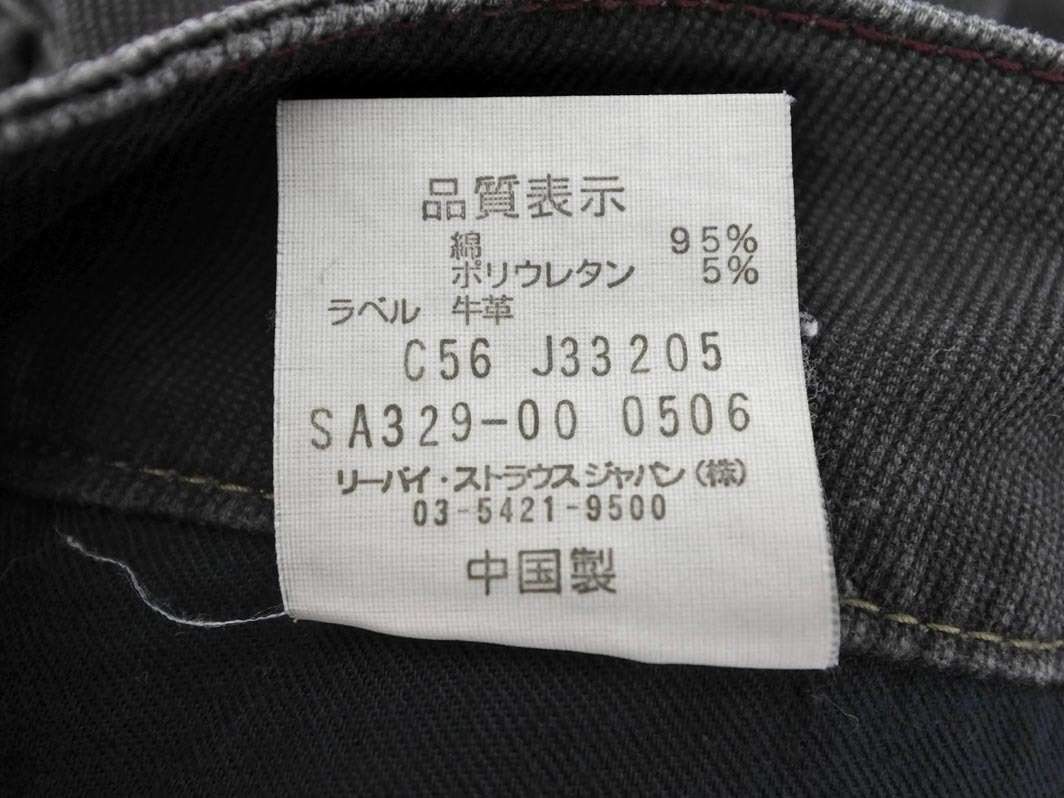 品質表示
綿 95%
ポリウレタン 5%
ラベル 牛革
C56 J33205
SA329-00 0506
リーバイ・ストラウスジャパン(株)
03-5421-9500
中国製